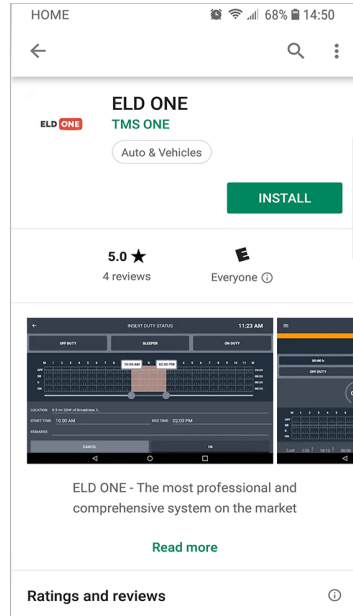 HOME 68% 14:50
ELD ONE
TMS ONE
ELD ONE
Auto & Vehicles
INSTALL
5.0 ★
4 reviews
Everyone
INSERT DUTY STATUS 11:23 AM
OFF DUTY SLEEPER ON DUTY
10:00 AM 02:00 PM
LOCATION
START TIME 10:00 AM END TIME 02:00 PM
REMARKS
CANCEL OK
OFF DUTY
ELD ONE - The most professional and
comprehensive system on the market
Read more
Ratings and reviews